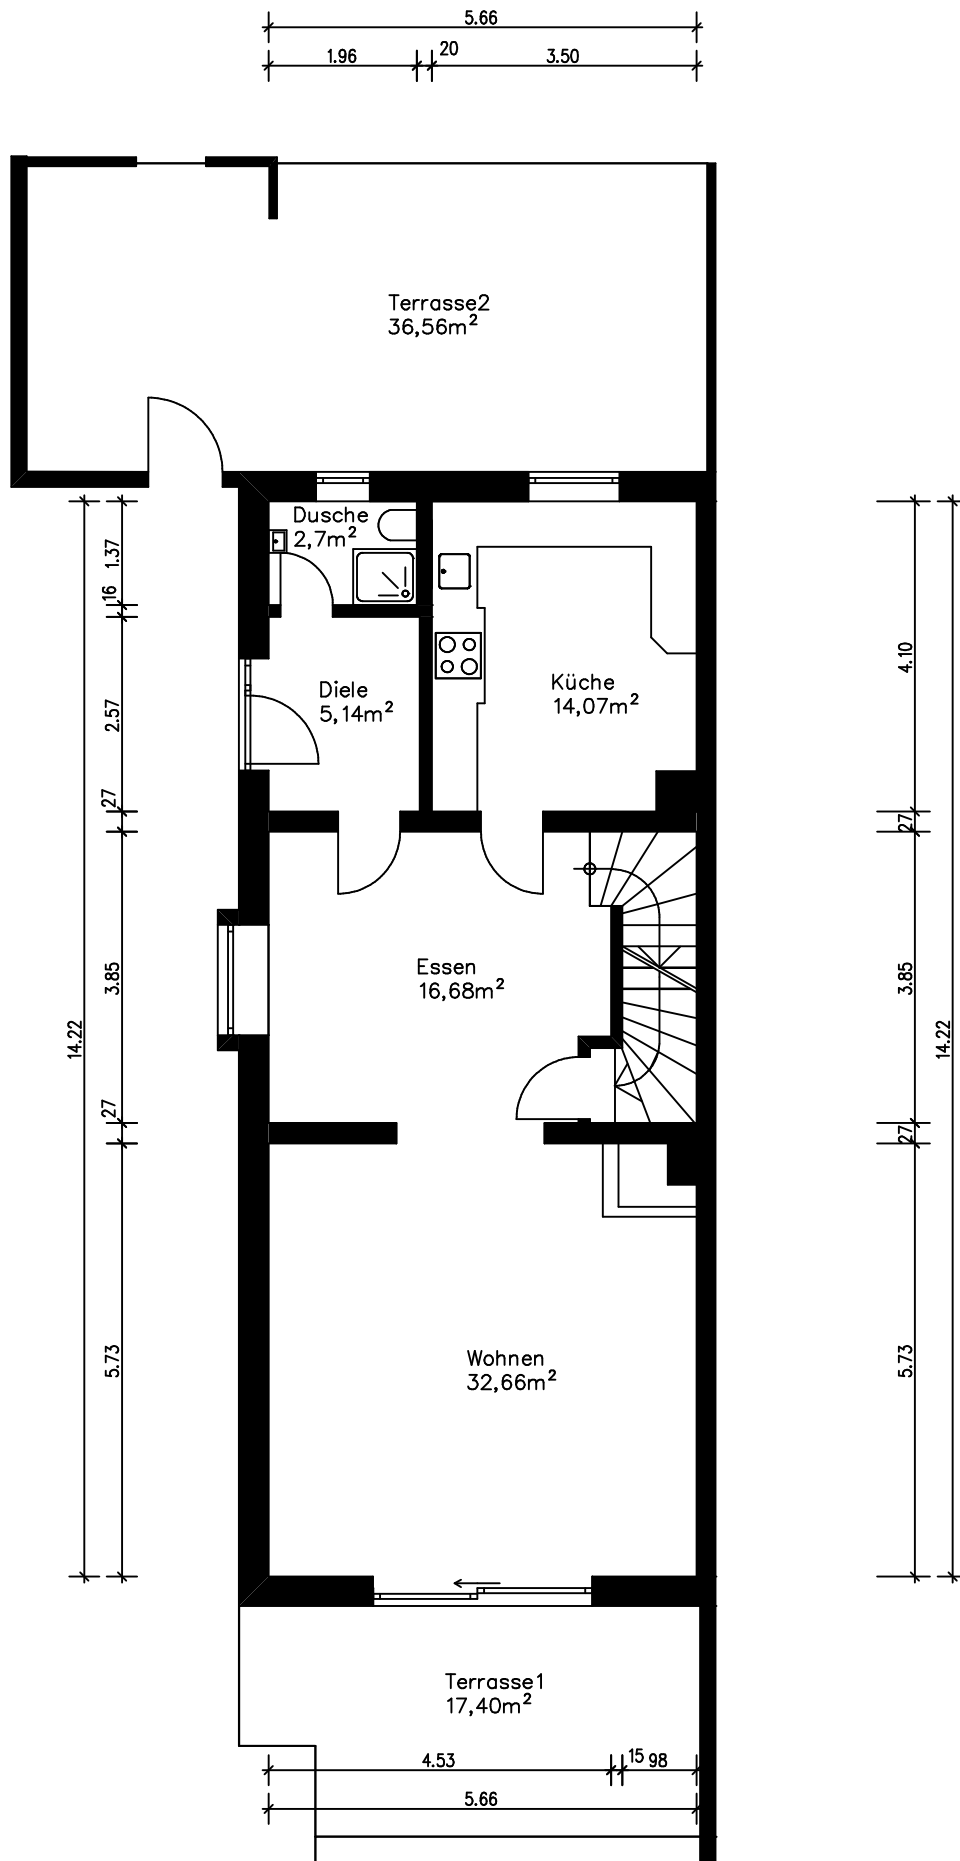 5.66
1.96
20
3.50
Terrasse2
36,56m²
Dusche
2,7m²
1.37
16
Diele
5,14m²
Küche
14,07m²
4.10
2.57
27
27
Essen
16,68m²
3.85
3.85
14.22
14.22
27
27
Wohnen
32,66m²
5.73
5.73
Terrasse1
17,40m²
4.53
15
98
5.66